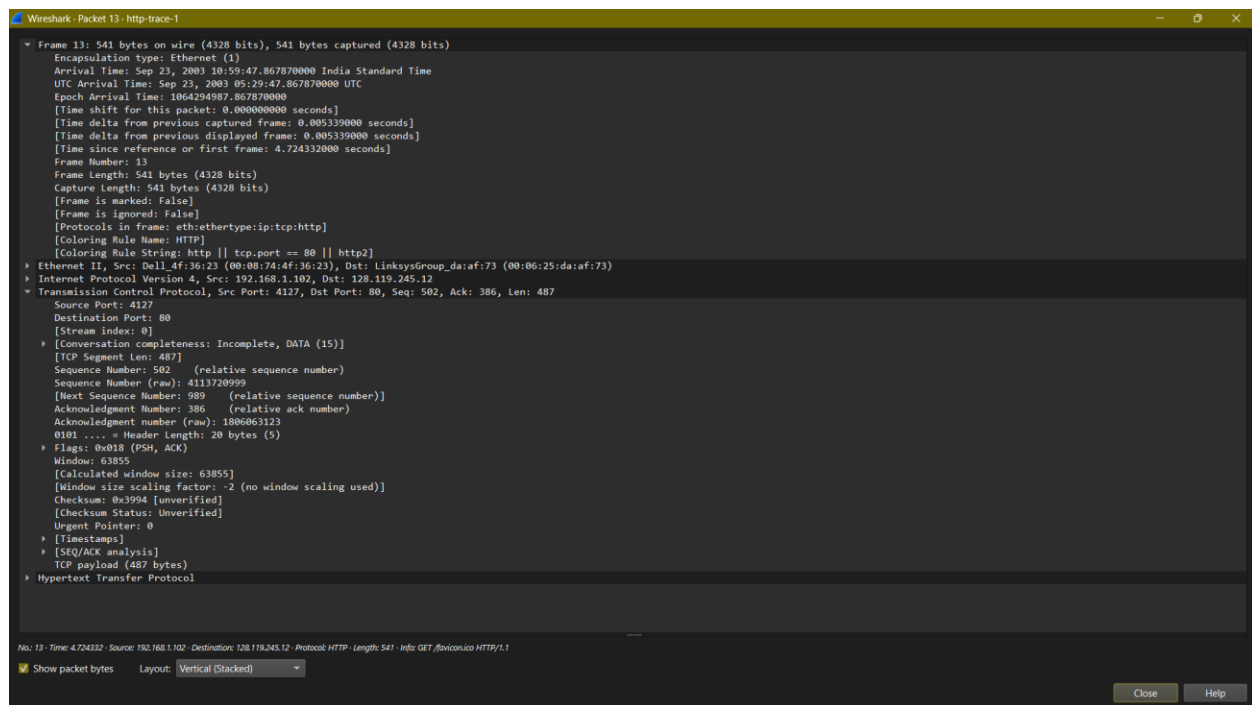 Wireshark · Packet 13 · http-trace-1
Frame 13: 541 bytes on wire (4328 bits), 541 bytes captured (4328 bits)
Encapsulation type: Ethernet (1)
Arrival Time: Sep 23, 2003 10:59:47.867870000 India Standard Time
UTC Arrival Time: Sep 23, 2003 05:29:47.867870000 UTC
Epoch Arrival Time: 1064294987.867870000
[Time shift for this packet: 0.000000000 seconds]
[Time delta from previous captured frame: 0.005339000 seconds]
[Time delta from previous displayed frame: 0.005339000 seconds]
[Time since reference or first frame: 4.724332000 seconds]
Frame Number: 13
Frame Length: 541 bytes (4328 bits)
Capture Length: 541 bytes (4328 bits)
[Frame is marked: False]
[Frame is ignored: False]
[Protocols in frame: eth:ethertype:ip:tcp:http]
[Coloring Rule Name: HTTP]
[Coloring Rule String: http || tcp.port == 80 || http2]
Ethernet II, Src: Dell_4f:36:23 (00:08:74:4f:36:23), Dst: LinksysGroup_da:af:73 (00:06:25:da:af:73)
Internet Protocol Version 4, Src: 192.168.1.102, Dst: 128.119.245.12
Transmission Control Protocol, Src Port: 4127, Dst Port: 80, Seq: 502, Ack: 386, Len: 487
Source Port: 4127
Destination Port: 80
[Stream index: 0]
[Conversation completeness: Incomplete, DATA (15)]
[TCP Segment Len: 487]
Sequence Number: 502 (relative sequence number)
Sequence Number (raw): 4113720999
[Next Sequence Number: 989 (relative sequence number)]
Acknowledgment Number: 386 (relative ack number)
Acknowledgment number (raw): 1806063123
0101 .... = Header Length: 20 bytes (5)
Flags: 0x018 (PSH, ACK)
Window: 63855
[Calculated window size: 63855]
[Window size scaling factor: -2 (no window scaling used)]
Checksum: 0x3994 [unverified]
[Checksum Status: Unverified]
Urgent Pointer: 0
[Timestamps]
[SEQ/ACK analysis]
TCP payload (487 bytes)
Hypertext Transfer Protocol
No.: 13 · Time: 4.724332 · Source: 192.168.1.102 · Destination: 128.119.245.12 · Protocol: HTTP · Length: 541 · Info: GET /favicon.ico HTTP/1.1
Show packet bytes Layout: Vertical (Stacked)
Close Help